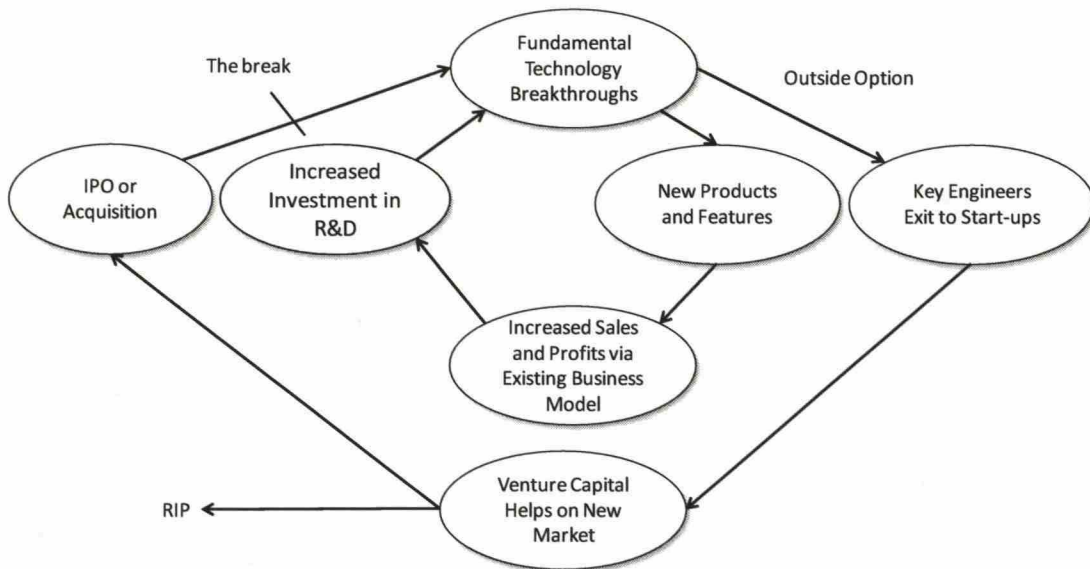 Fundamental
Technology
Breakthroughs
The break
Outside Option
IPO or
Acquisition
Increased
Investment in
R&D
New Products
and Features
Key Engineers
Exit to Start-ups
Increased Sales
and Profits via
Existing Business
Model
Venture Capital
Helps on New
Market
RIP